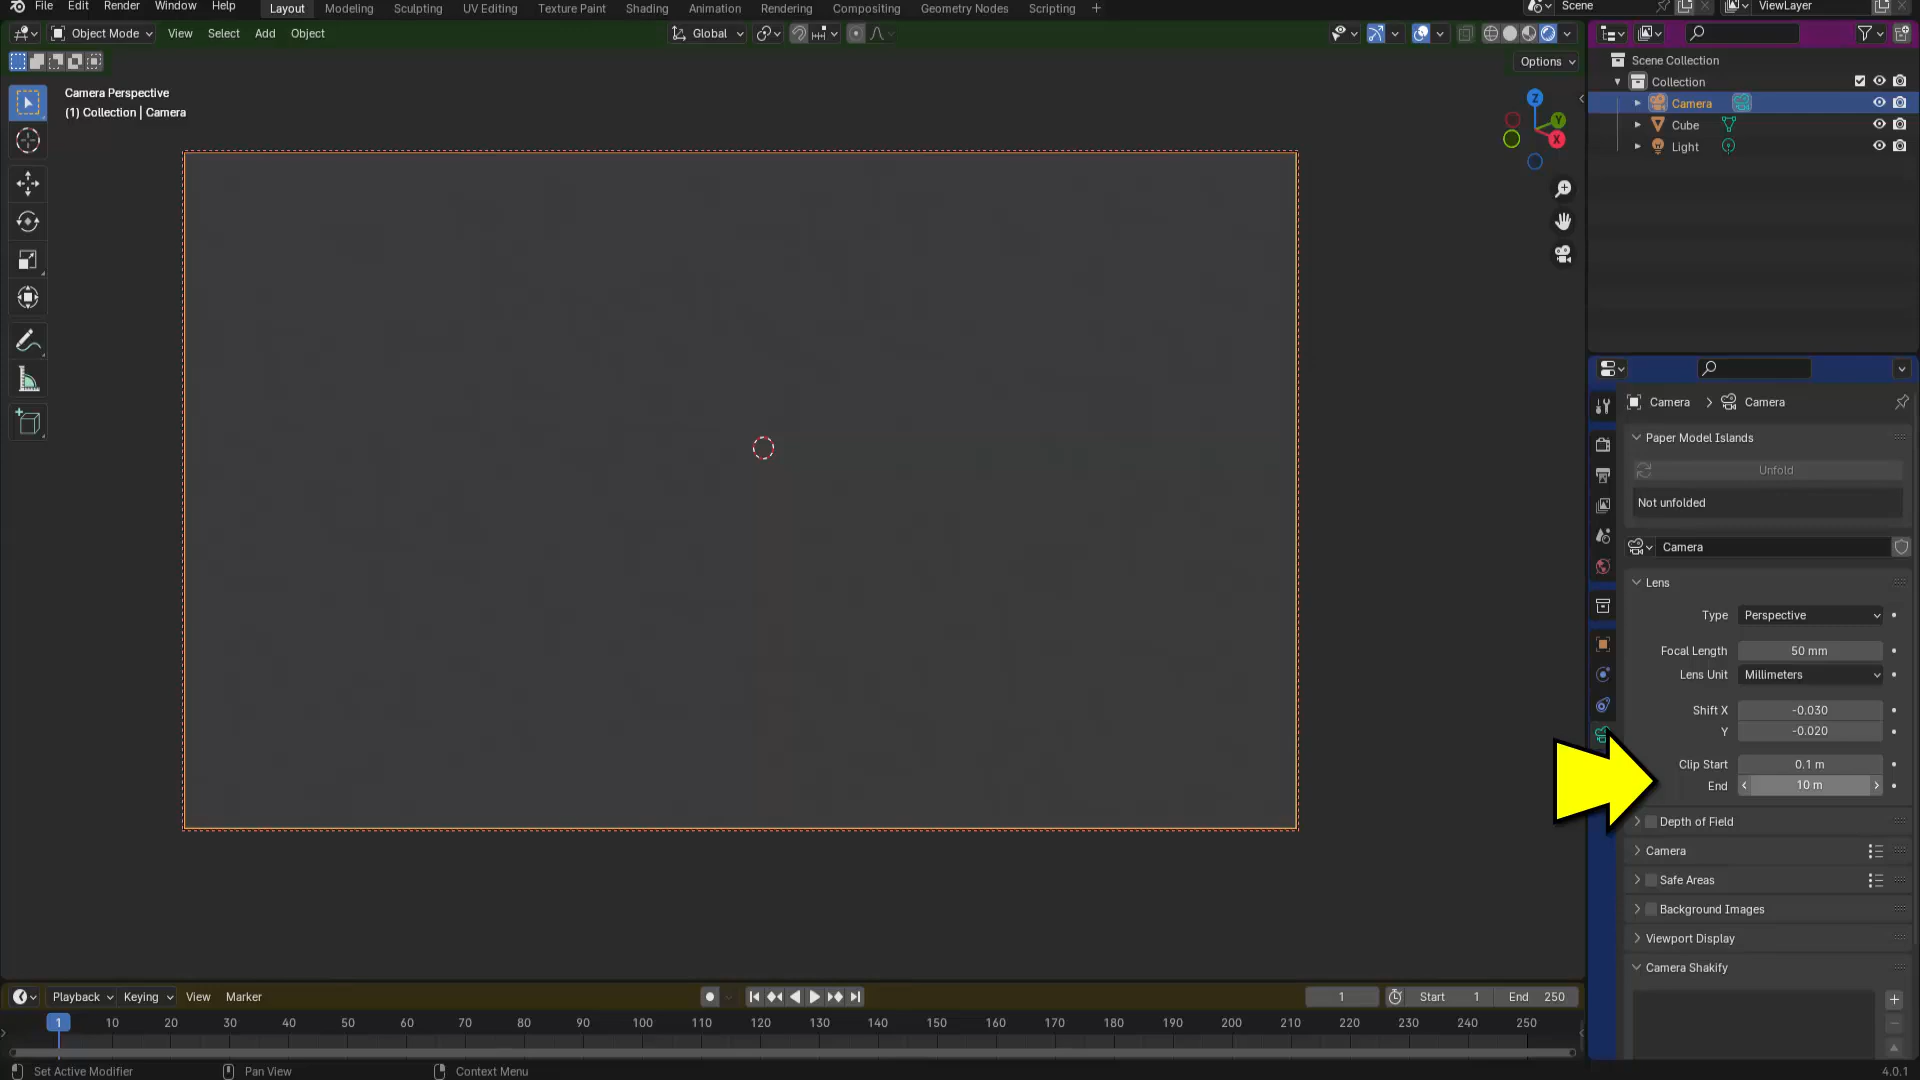 File Edit Render Window Help Layout Modeling Sculpting UV Editing Texture Paint Shading Animation Rendering Compositing Geometry Nodes Scripting + Scene ViewLayer
Object Mode View Select Add Object Global
Options
Camera Perspective
(1) Collection | Camera
Z
Y
X
Scene Collection
Collection
Camera
Cube
Light
Camera > Camera
Paper Model Islands
Unfold
Not unfolded
Camera
Lens
Type Perspective
Focal Length 50 mm
Lens Unit Millimeters
Shift X -0.030
Y -0.020
Clip Start 0.1 m
End 10 m
Depth of Field
Camera
Safe Areas
Background Images
Viewport Display
Camera Shakify
Playback Keying View Marker 1 Start 1 End 250
1 10 20 30 40 50 60 70 80 90 100 110 120 130 140 150 160 170 180 190 200 210 220 230 240 250
Set Active Modifier Pan View Context Menu 4.0.1